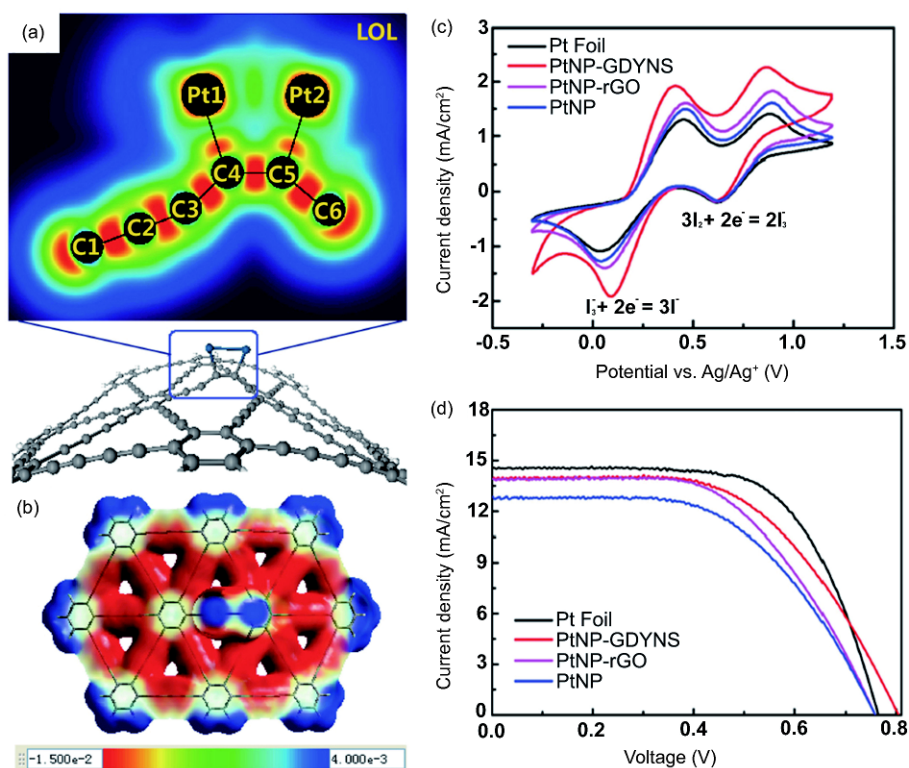 (a)
LOL
Pt1 Pt2
C4 C5
C3 C6
C2
C1
(b)
-1.500e-2 4.000e-3
(c)
Pt Foil
PtNP-GDYNS
PtNP-rGO
PtNP
3I₂ + 2e⁻ = 2I₃⁻
I₃⁻ + 2e⁻ = 3I⁻
Current density (mA/cm²)
3
2
1
0
-1
-2
-0.5 0.0 0.5 1.0 1.5
Potential vs. Ag/Ag⁺ (V)
(d)
Current density (mA/cm²)
18
15
12
9
6
3
0
Pt Foil
PtNP-GDYNS
PtNP-rGO
PtNP
0.0 0.2 0.4 0.6 0.8
Voltage (V)